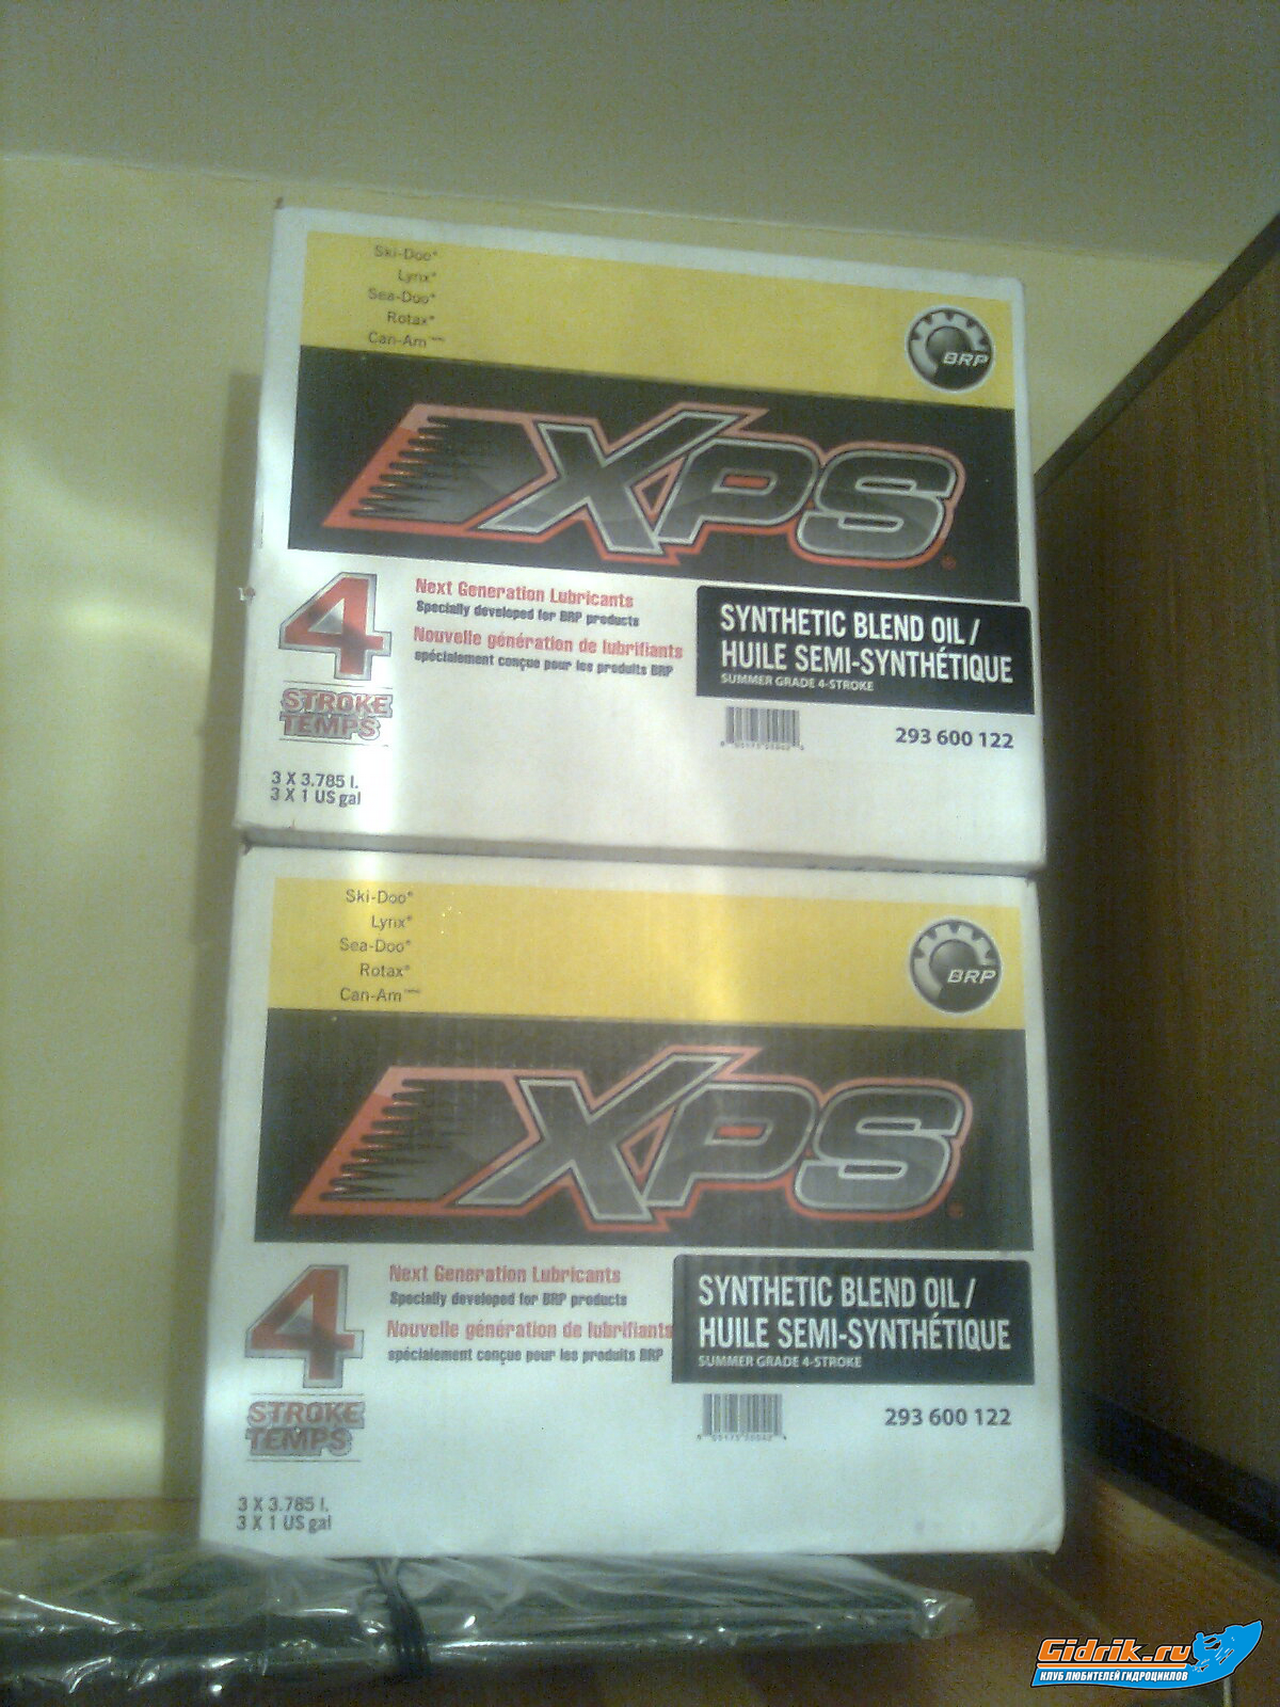 Ski-Doo®
Lynx®
Sea-Doo®
Rotax®
Can-Am™
BRP
XPS®
4
STROKE
TEMPS
Next Generation Lubricants
Specially developed for BRP products
Nouvelle génération de lubrifiants
spécialement conçue pour les produits BRP
SYNTHETIC BLEND OIL /
HUILE SEMI-SYNTHÉTIQUE
SUMMER GRADE 4-STROKE
293 600 122
3 X 3.785 l.
3 X 1 US gal
Ski-Doo®
Lynx®
Sea-Doo®
Rotax®
Can-Am™
BRP
XPS®
4
STROKE
TEMPS
Next Generation Lubricants
Specially developed for BRP products
Nouvelle génération de lubrifiants
spécialement conçue pour les produits BRP
SYNTHETIC BLEND OIL /
HUILE SEMI-SYNTHÉTIQUE
SUMMER GRADE 4-STROKE
293 600 122
3 X 3.785 l.
3 X 1 US gal
Gidrik.ru
КЛУБ ЛЮБИТЕЛЕЙ ГИДРОЦИКЛОВ